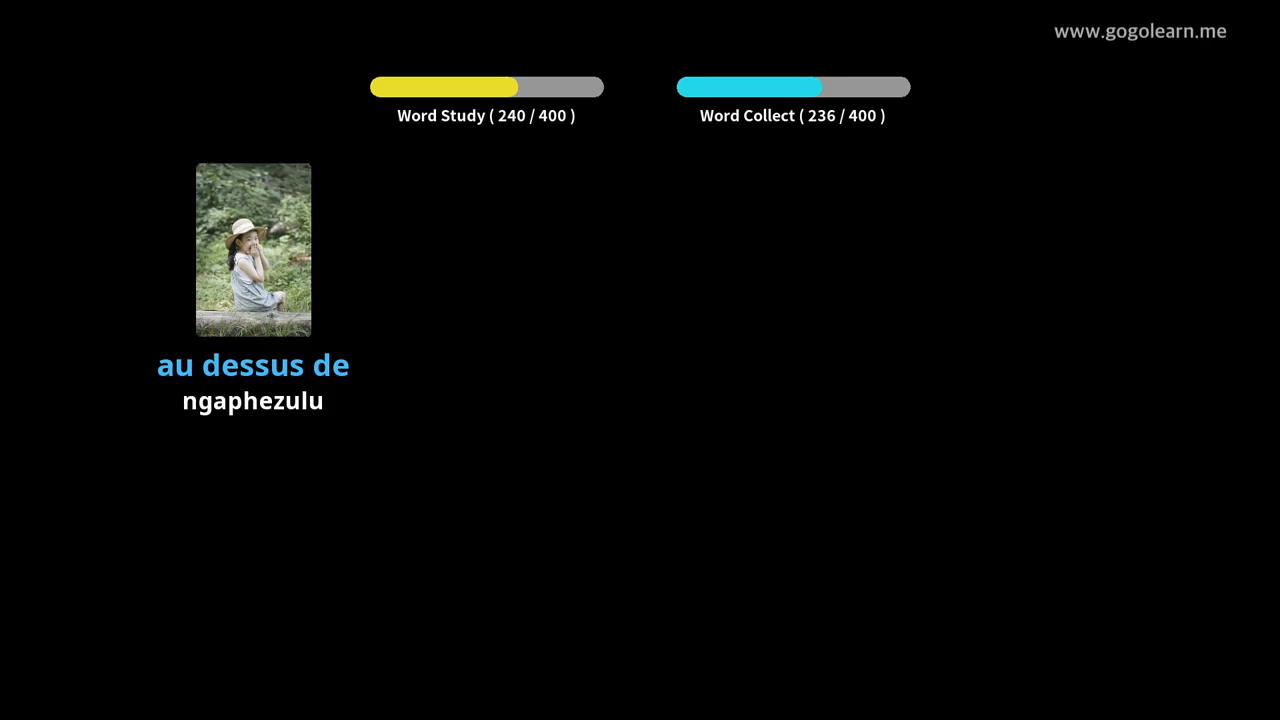 www.gogolearn.me
Word Study ( 240 / 400 )
Word Collect ( 236 / 400 )
au dessus de
ngaphezulu